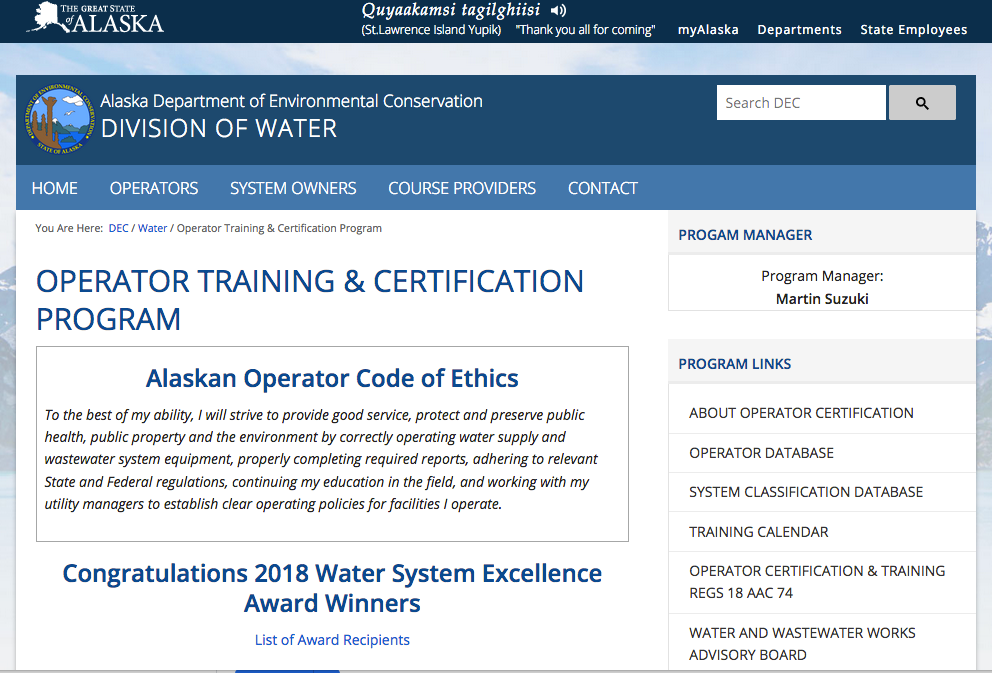 THE GREAT STATE
of ALASKA
Quyaakamsi tagilghiisi
(St.Lawrence Island Yupik) "Thank you all for coming"
myAlaska Departments State Employees
Alaska Department of Environmental Conservation
DIVISION OF WATER
Search DEC
HOME OPERATORS SYSTEM OWNERS COURSE PROVIDERS CONTACT
You Are Here: DEC / Water / Operator Training & Certification Program
OPERATOR TRAINING & CERTIFICATION
PROGRAM
Alaskan Operator Code of Ethics
To the best of my ability, I will strive to provide good service, protect and preserve public
health, public property and the environment by correctly operating water supply and
wastewater system equipment, properly completing required reports, adhering to relevant
State and Federal regulations, continuing my education in the field, and working with my
utility managers to establish clear operating policies for facilities I operate.
Congratulations 2018 Water System Excellence
Award Winners
List of Award Recipients
PROGAM MANAGER
Program Manager:
Martin Suzuki
PROGRAM LINKS
ABOUT OPERATOR CERTIFICATION
OPERATOR DATABASE
SYSTEM CLASSIFICATION DATABASE
TRAINING CALENDAR
OPERATOR CERTIFICATION & TRAINING
REGS 18 AAC 74
WATER AND WASTEWATER WORKS
ADVISORY BOARD